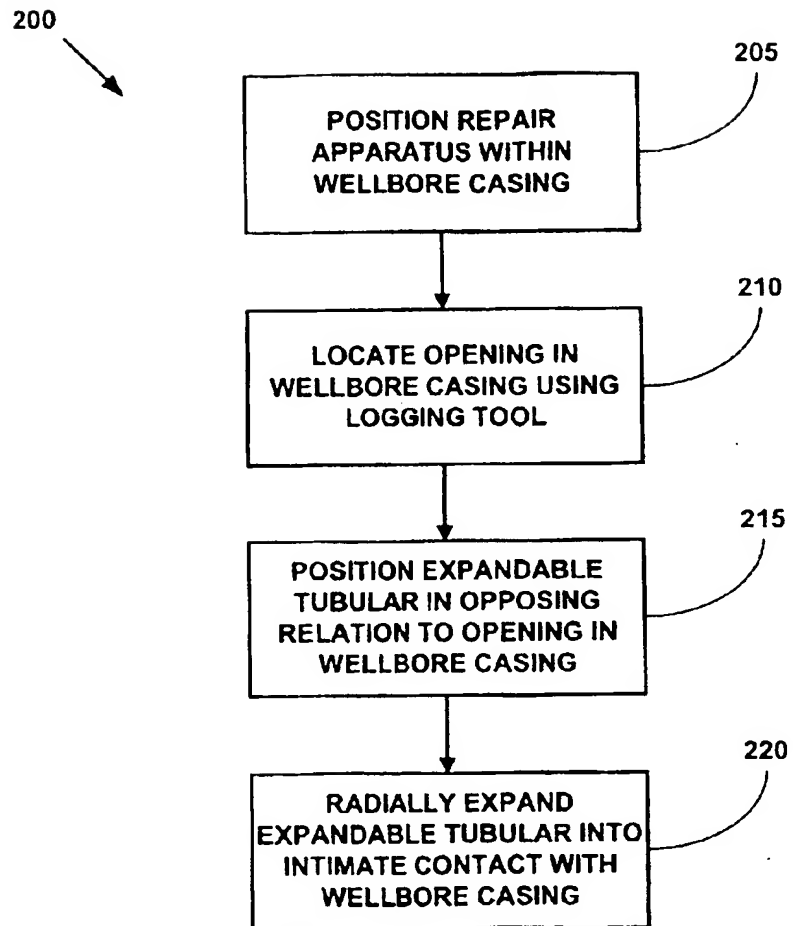 200
205
POSITION REPAIR
APPARATUS WITHIN
WELLBORE CASING
210
LOCATE OPENING IN
WELLBORE CASING USING
LOGGING TOOL
215
POSITION EXPANDABLE
TUBULAR IN OPPOSING
RELATION TO OPENING IN
WELLBORE CASING
220
RADIALLY EXPAND
EXPANDABLE TUBULAR INTO
INTIMATE CONTACT WITH
WELLBORE CASING